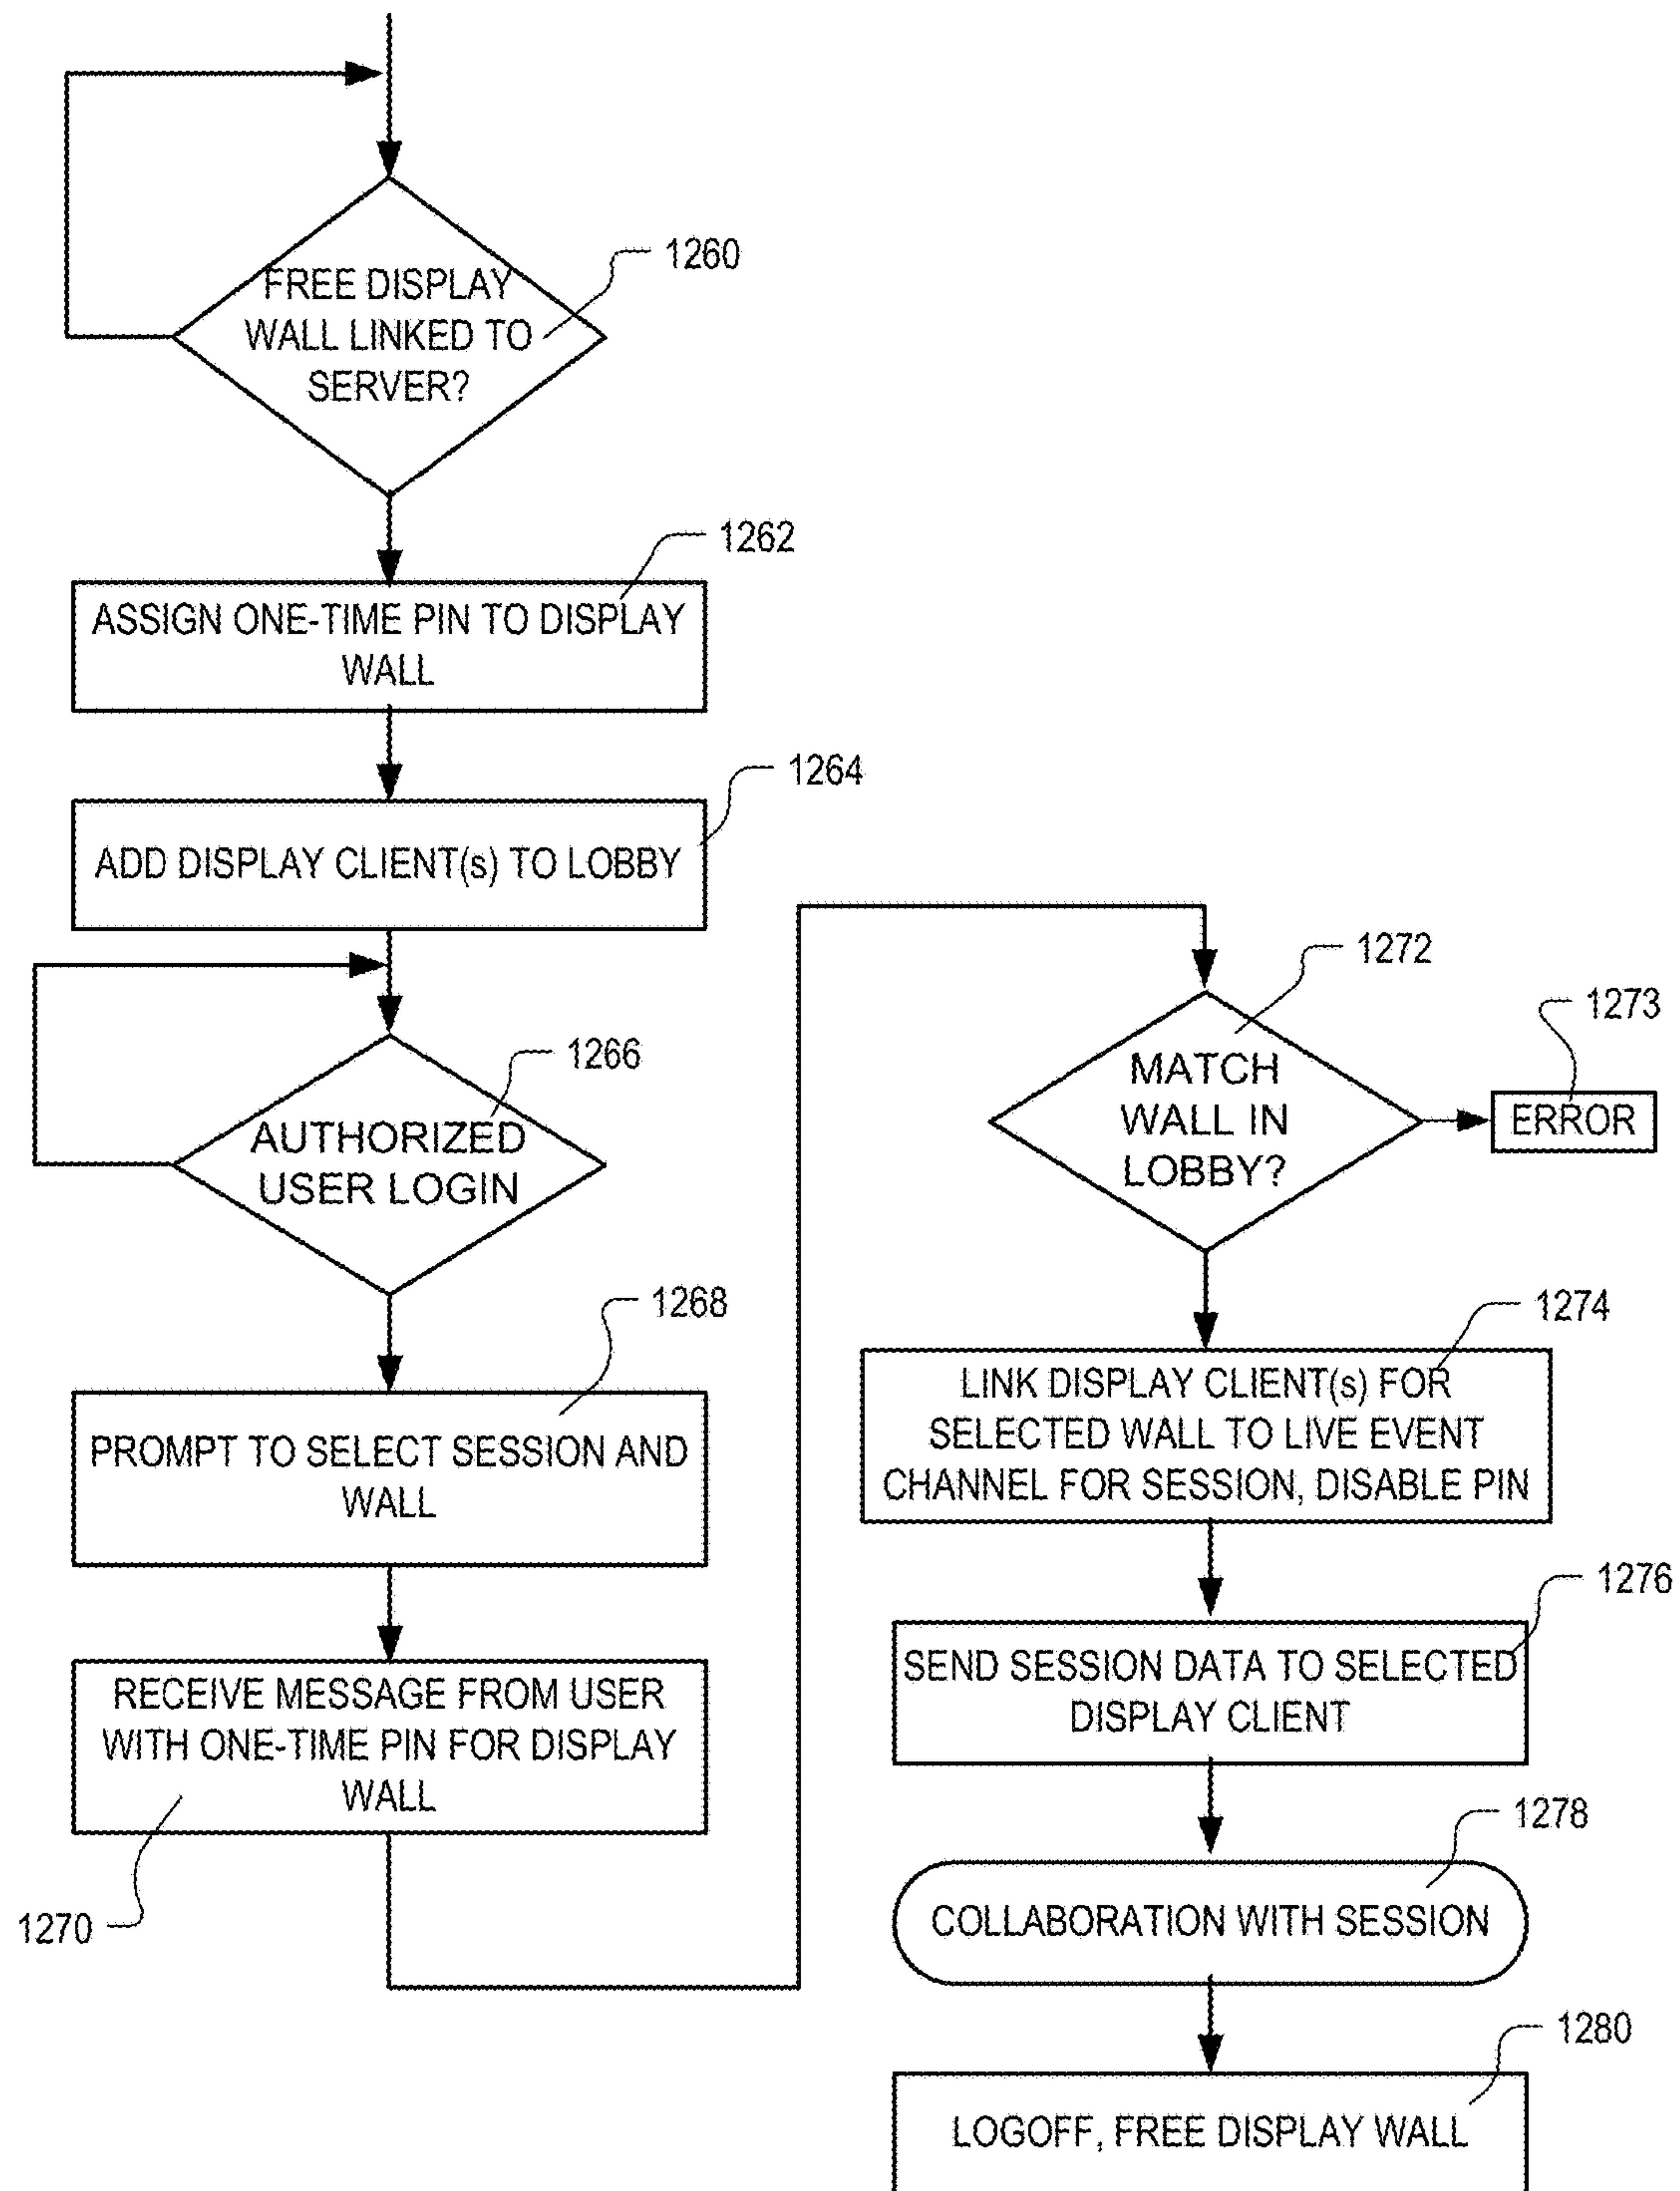 1260
FREE DISPLAY
WALL LINKED TO
SERVER?
1262
ASSIGN ONE-TIME PIN TO DISPLAY
WALL
1264
ADD DISPLAY CLIENT(s) TO LOBBY
1266
AUTHORIZED
USER LOGIN
1268
PROMPT TO SELECT SESSION AND
WALL
RECEIVE MESSAGE FROM USER
WITH ONE-TIME PIN FOR DISPLAY
WALL
1270
1272
MATCH
WALL IN
LOBBY?
1273
ERROR
1274
LINK DISPLAY CLIENT(s) FOR
SELECTED WALL TO LIVE EVENT
CHANNEL FOR SESSION, DISABLE PIN
1276
SEND SESSION DATA TO SELECTED
DISPLAY CLIENT
1278
COLLABORATION WITH SESSION
1280
LOGOFF, FREE DISPLAY WALL